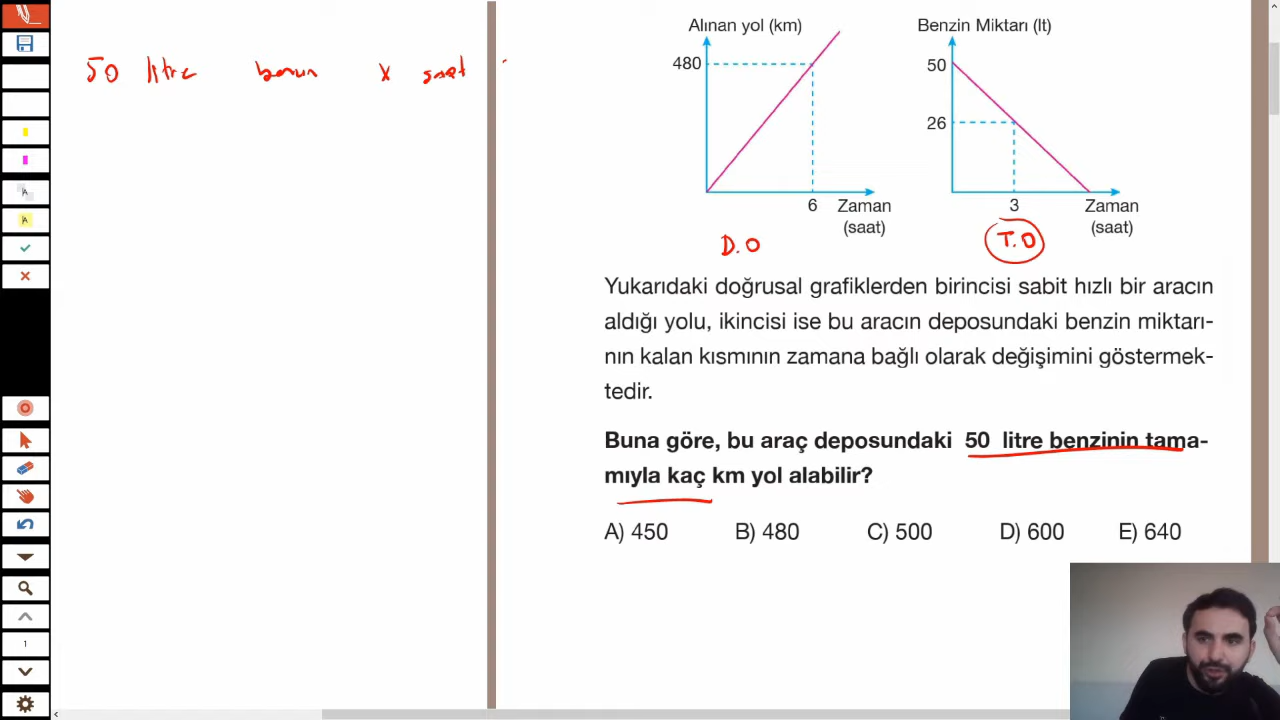 50 litre benzin x saat
Alınan yol (km)
480
6
Zaman
(saat)
D.O
Benzin Miktarı (lt)
50
26
3
Zaman
(saat)
T.O
Yukarıdaki doğrusal grafiklerden birincisi sabit hızlı bir aracın
aldığı yolu, ikincisi ise bu aracın deposundaki benzin miktarı-
nın kalan kısmının zamana bağlı olarak değişimini göstermek-
tedir.
Buna göre, bu araç deposundaki 50 litre benzinin tama-
mıyla kaç km yol alabilir?
A) 450 B) 480 C) 500 D) 600 E) 640
1